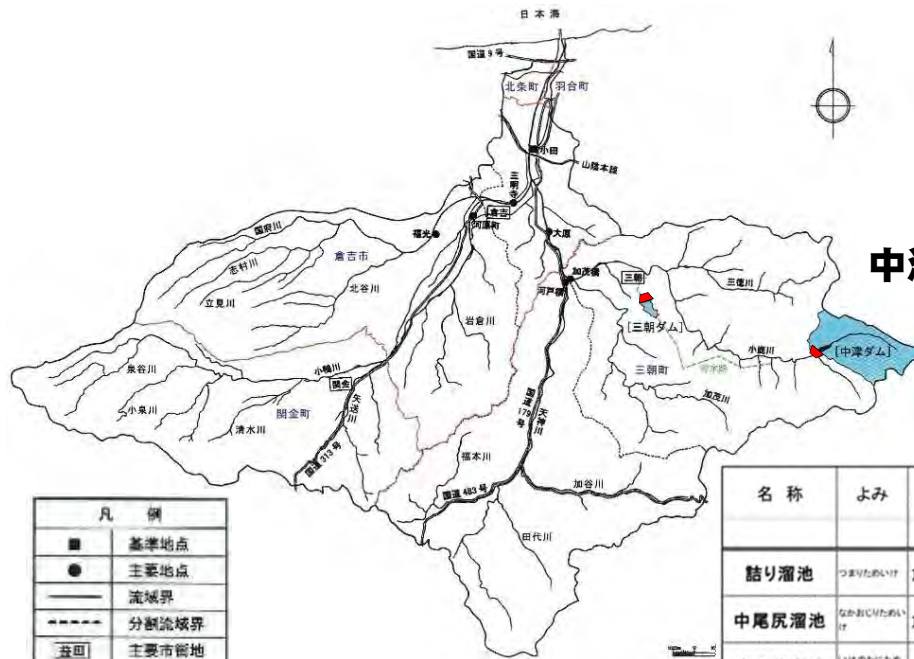 日本海
国道9号
北条町
羽合町
小田
山陰本線
三明寺
倉吉
河原町
福光
大原
国府川
志村川
倉吉市
北谷川
立見川
加茂橋
河戸橋
三朝
三徳川
中
[三朝ダム]
岩倉川
小鹿川
[中津ダム]
三朝町
泉谷川
小鴨川
関金
矢送川
加茂川
小泉川
清水川
関金町
国道179号
天神川
国道313号
福本川
国道483号
加谷川
田代川
凡例
基準地点
主要地点
流域界
分割流域界
益田 主要市街地
名称 よみ
詰り溜池 つまりためいけ
中尾尻溜池 なかおじりためいけ